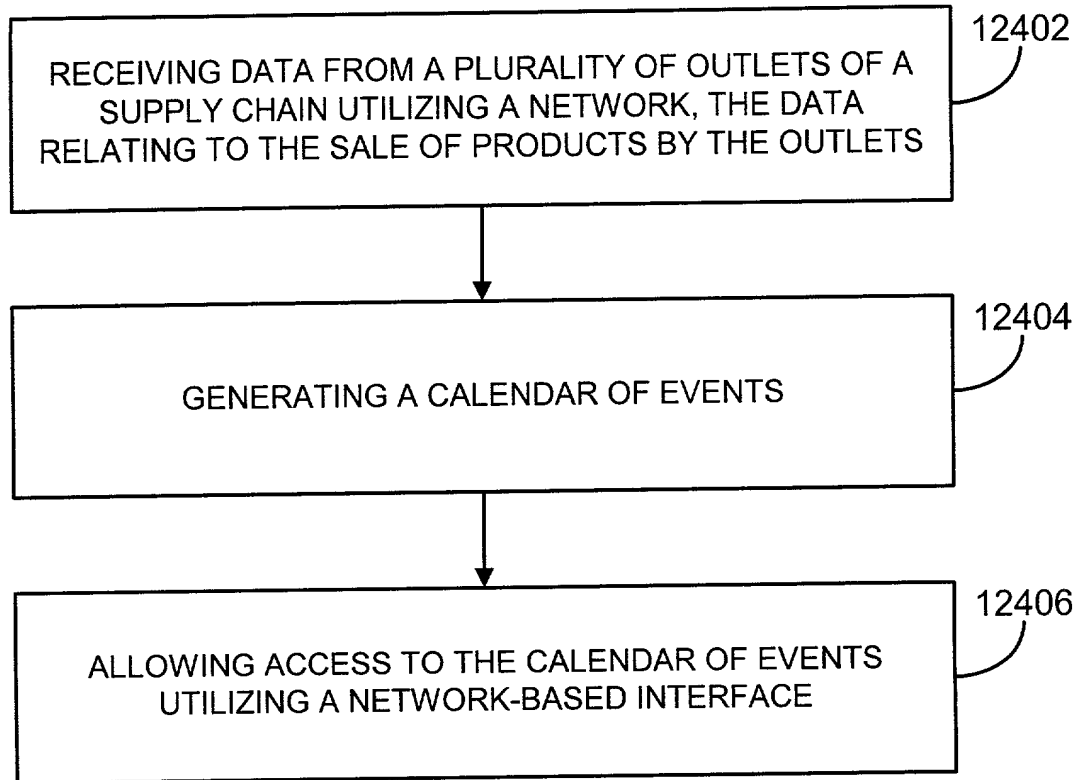 12402
RECEIVING DATA FROM A PLURALITY OF OUTLETS OF A
SUPPLY CHAIN UTILIZING A NETWORK, THE DATA
RELATING TO THE SALE OF PRODUCTS BY THE OUTLETS
12404
GENERATING A CALENDAR OF EVENTS
12406
ALLOWING ACCESS TO THE CALENDAR OF EVENTS
UTILIZING A NETWORK-BASED INTERFACE